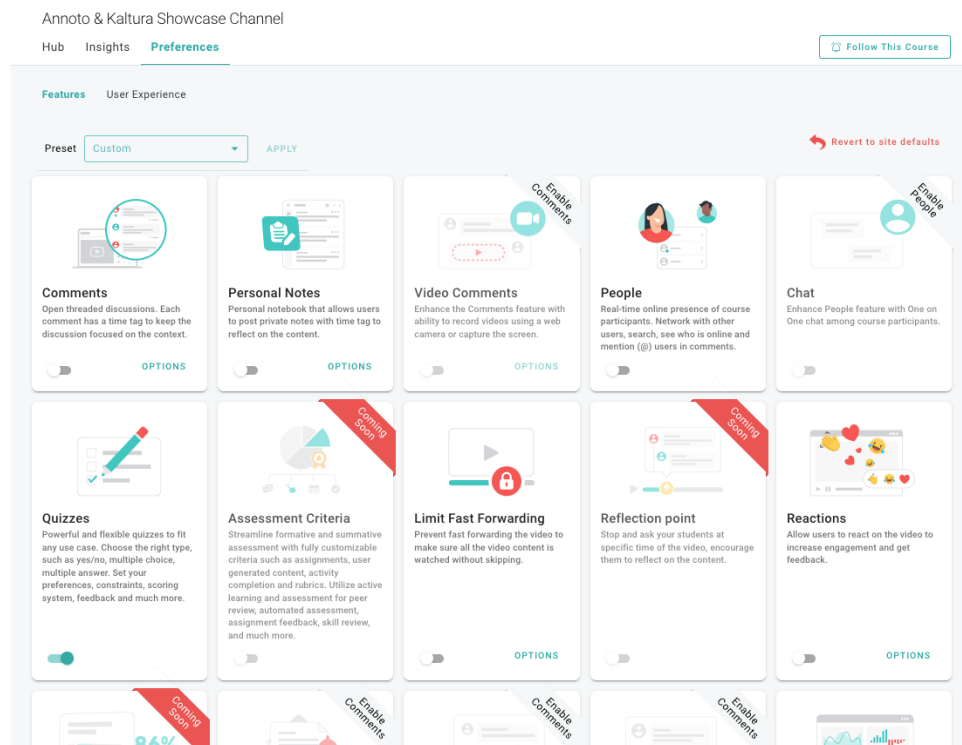 Annoto & Kaltura Showcase Channel
Hub Insights Preferences
Follow This Course
Features User Experience
Preset Custom APPLY
Revert to site defaults
Comments
Open threaded discussions. Each
comment has a time tag to keep the
discussion focused on the context.
OPTIONS
Personal Notes
Personal notebook that allows users
to post private notes with time tag to
reflect on the content.
OPTIONS
Enable
Comments
Video Comments
Enhance the Comments feature with
ability to record videos using a web
camera or capture the screen.
OPTIONS
People
Real-time online presence of course
participants. Network with other
users, search, see who is online and
mention (@) users in comments.
Enable
People
Chat
Enhance People feature with One on
One chat among course participants.
Quizzes
Powerful and flexible quizzes to fit
any use case. Choose the right type,
such as yes/no, multiple choice,
multiple answer. Set your
preferences, constraints, scoring
system, feedback and much more.
Coming
Soon
Assessment Criteria
Streamline formative and summative
assessment with fully customizable
criteria such as assignments, user
generated content, activity
completion and rubrics. Utilize active
learning and assessment for peer
review, automated assessment,
assignment feedback, skill review,
and much more.
Limit Fast Forwarding
Prevent fast forwarding the video to
make sure all the video content is
watched without skipping.
OPTIONS
Coming
Soon
Reflection point
Stop and ask your students at
specific time of the video, encourage
them to reflect on the content.
Reactions
Allow users to react on the video to
increase engagement and get
feedback.
OPTIONS
Coming
Soon
86%
Enable
Comments
Enable
Comments
Enable
Comments